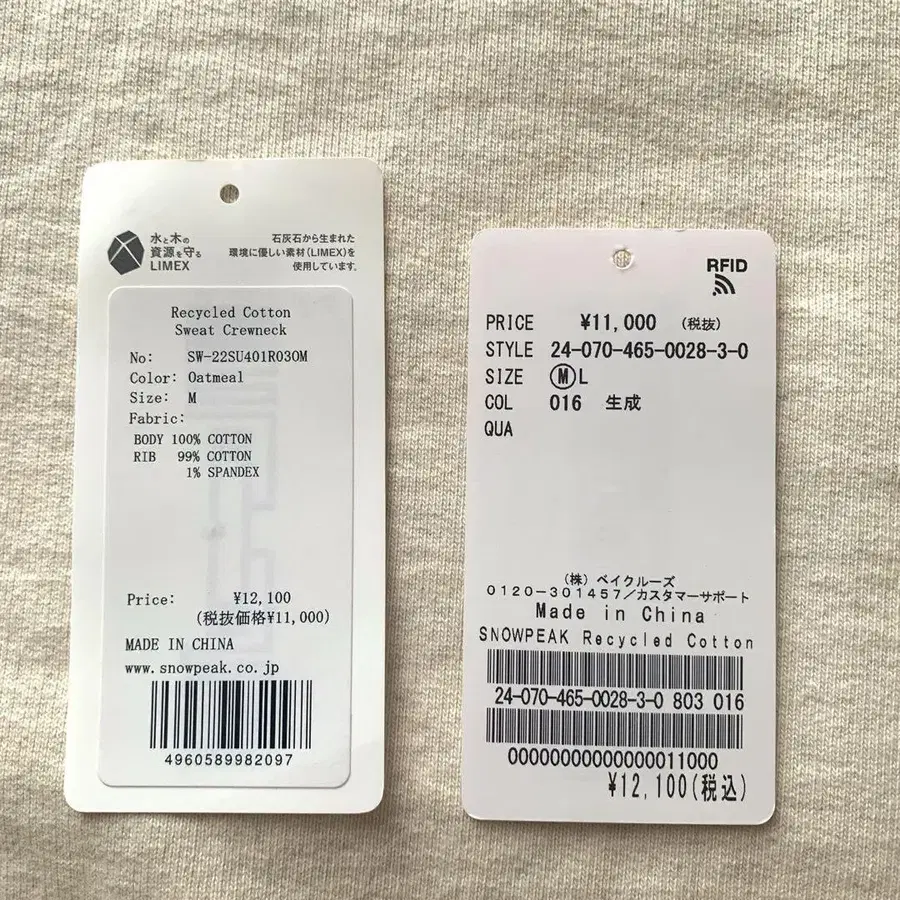 水と木の
資源を守る
LIMEX
石灰石から生まれた
環境に優しい素材(LIMEX)を
使用しています。
Recycled Cotton
Sweat Crewneck
No: SW-22SU401R03OM
Color: Oatmeal
Size: M
Fabric:
BODY 100% COTTON
RIB 99% COTTON
1% SPANDEX
Price: ¥12,100
(税抜価格¥11,000)
MADE IN CHINA
www.snowpeak.co.jp
4960589982097
RFID
PRICE ¥11,000 (税抜)
STYLE 24-070-465-0028-3-0
SIZE M L
COL 016 生成
QUA
(株) ベイクルーズ
0120-301457/カスタマーサポート
Made in China
SNOWPEAK Recycled Cotton
24-070-465-0028-3-0 803 016
00000000000000011000
¥12,100(税込)